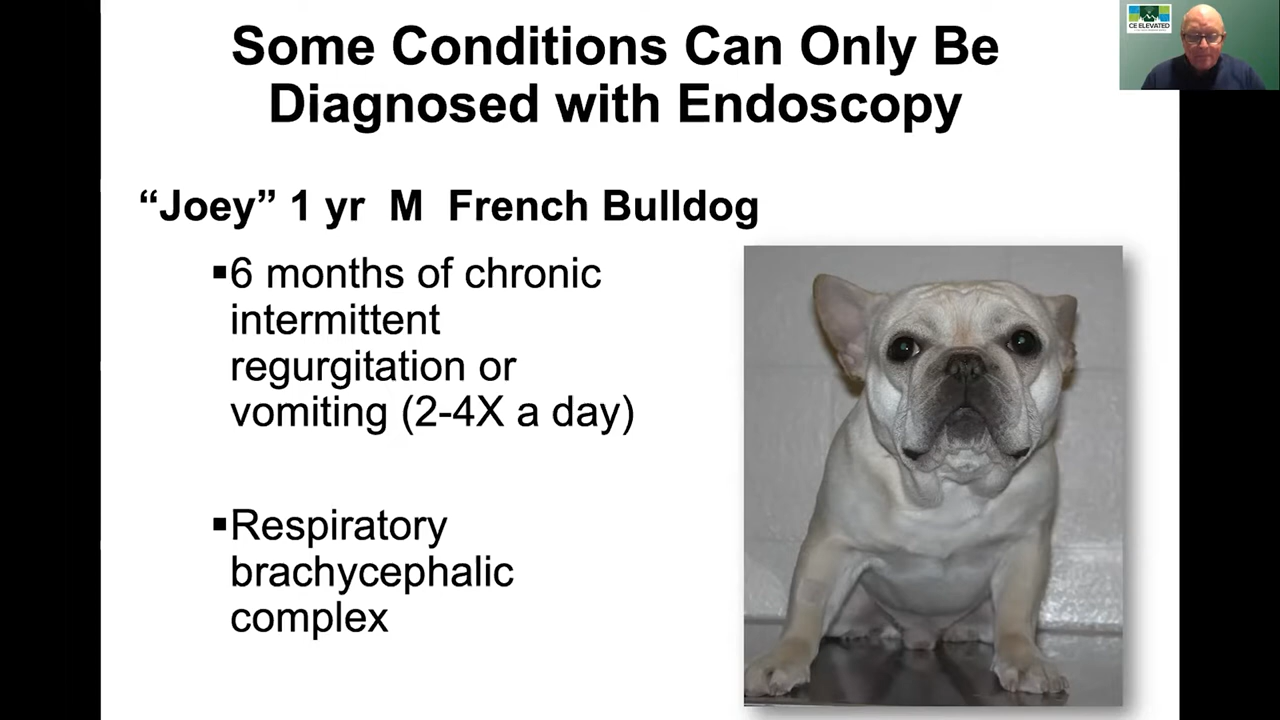 Some Conditions Can Only Be
Diagnosed with Endoscopy
CE ELEVATED
“Joey” 1 yr M French Bulldog
▪6 months of chronic
intermittent
regurgitation or
vomiting (2-4X a day)
▪Respiratory
brachycephalic
complex